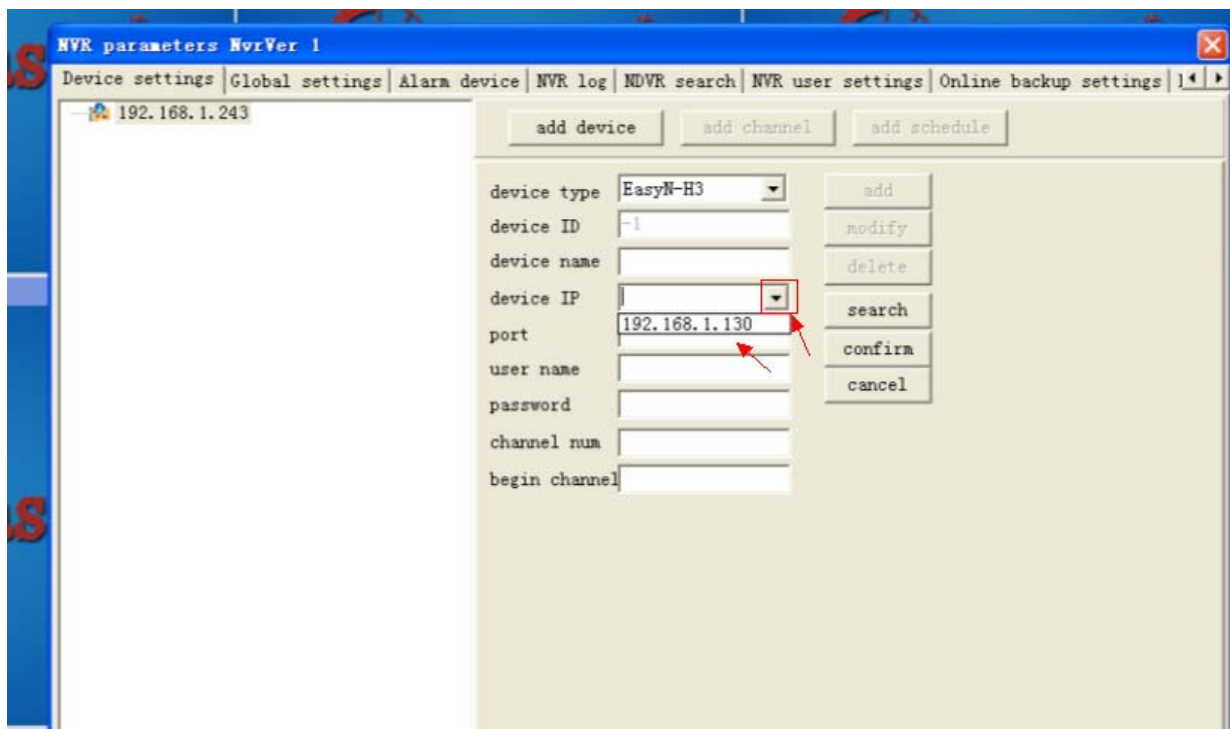 NVR parameters NvrVer 1
Device settings Global settings Alarm device NVR log NDVR search NVR user settings Online backup settings
192.168.1.243
add device add channel add schedule
device type EasyN-H3 add
device ID -1 modify
device name delete
device IP search
192.168.1.130
port confirm
user name cancel
password
channel num
begin channel